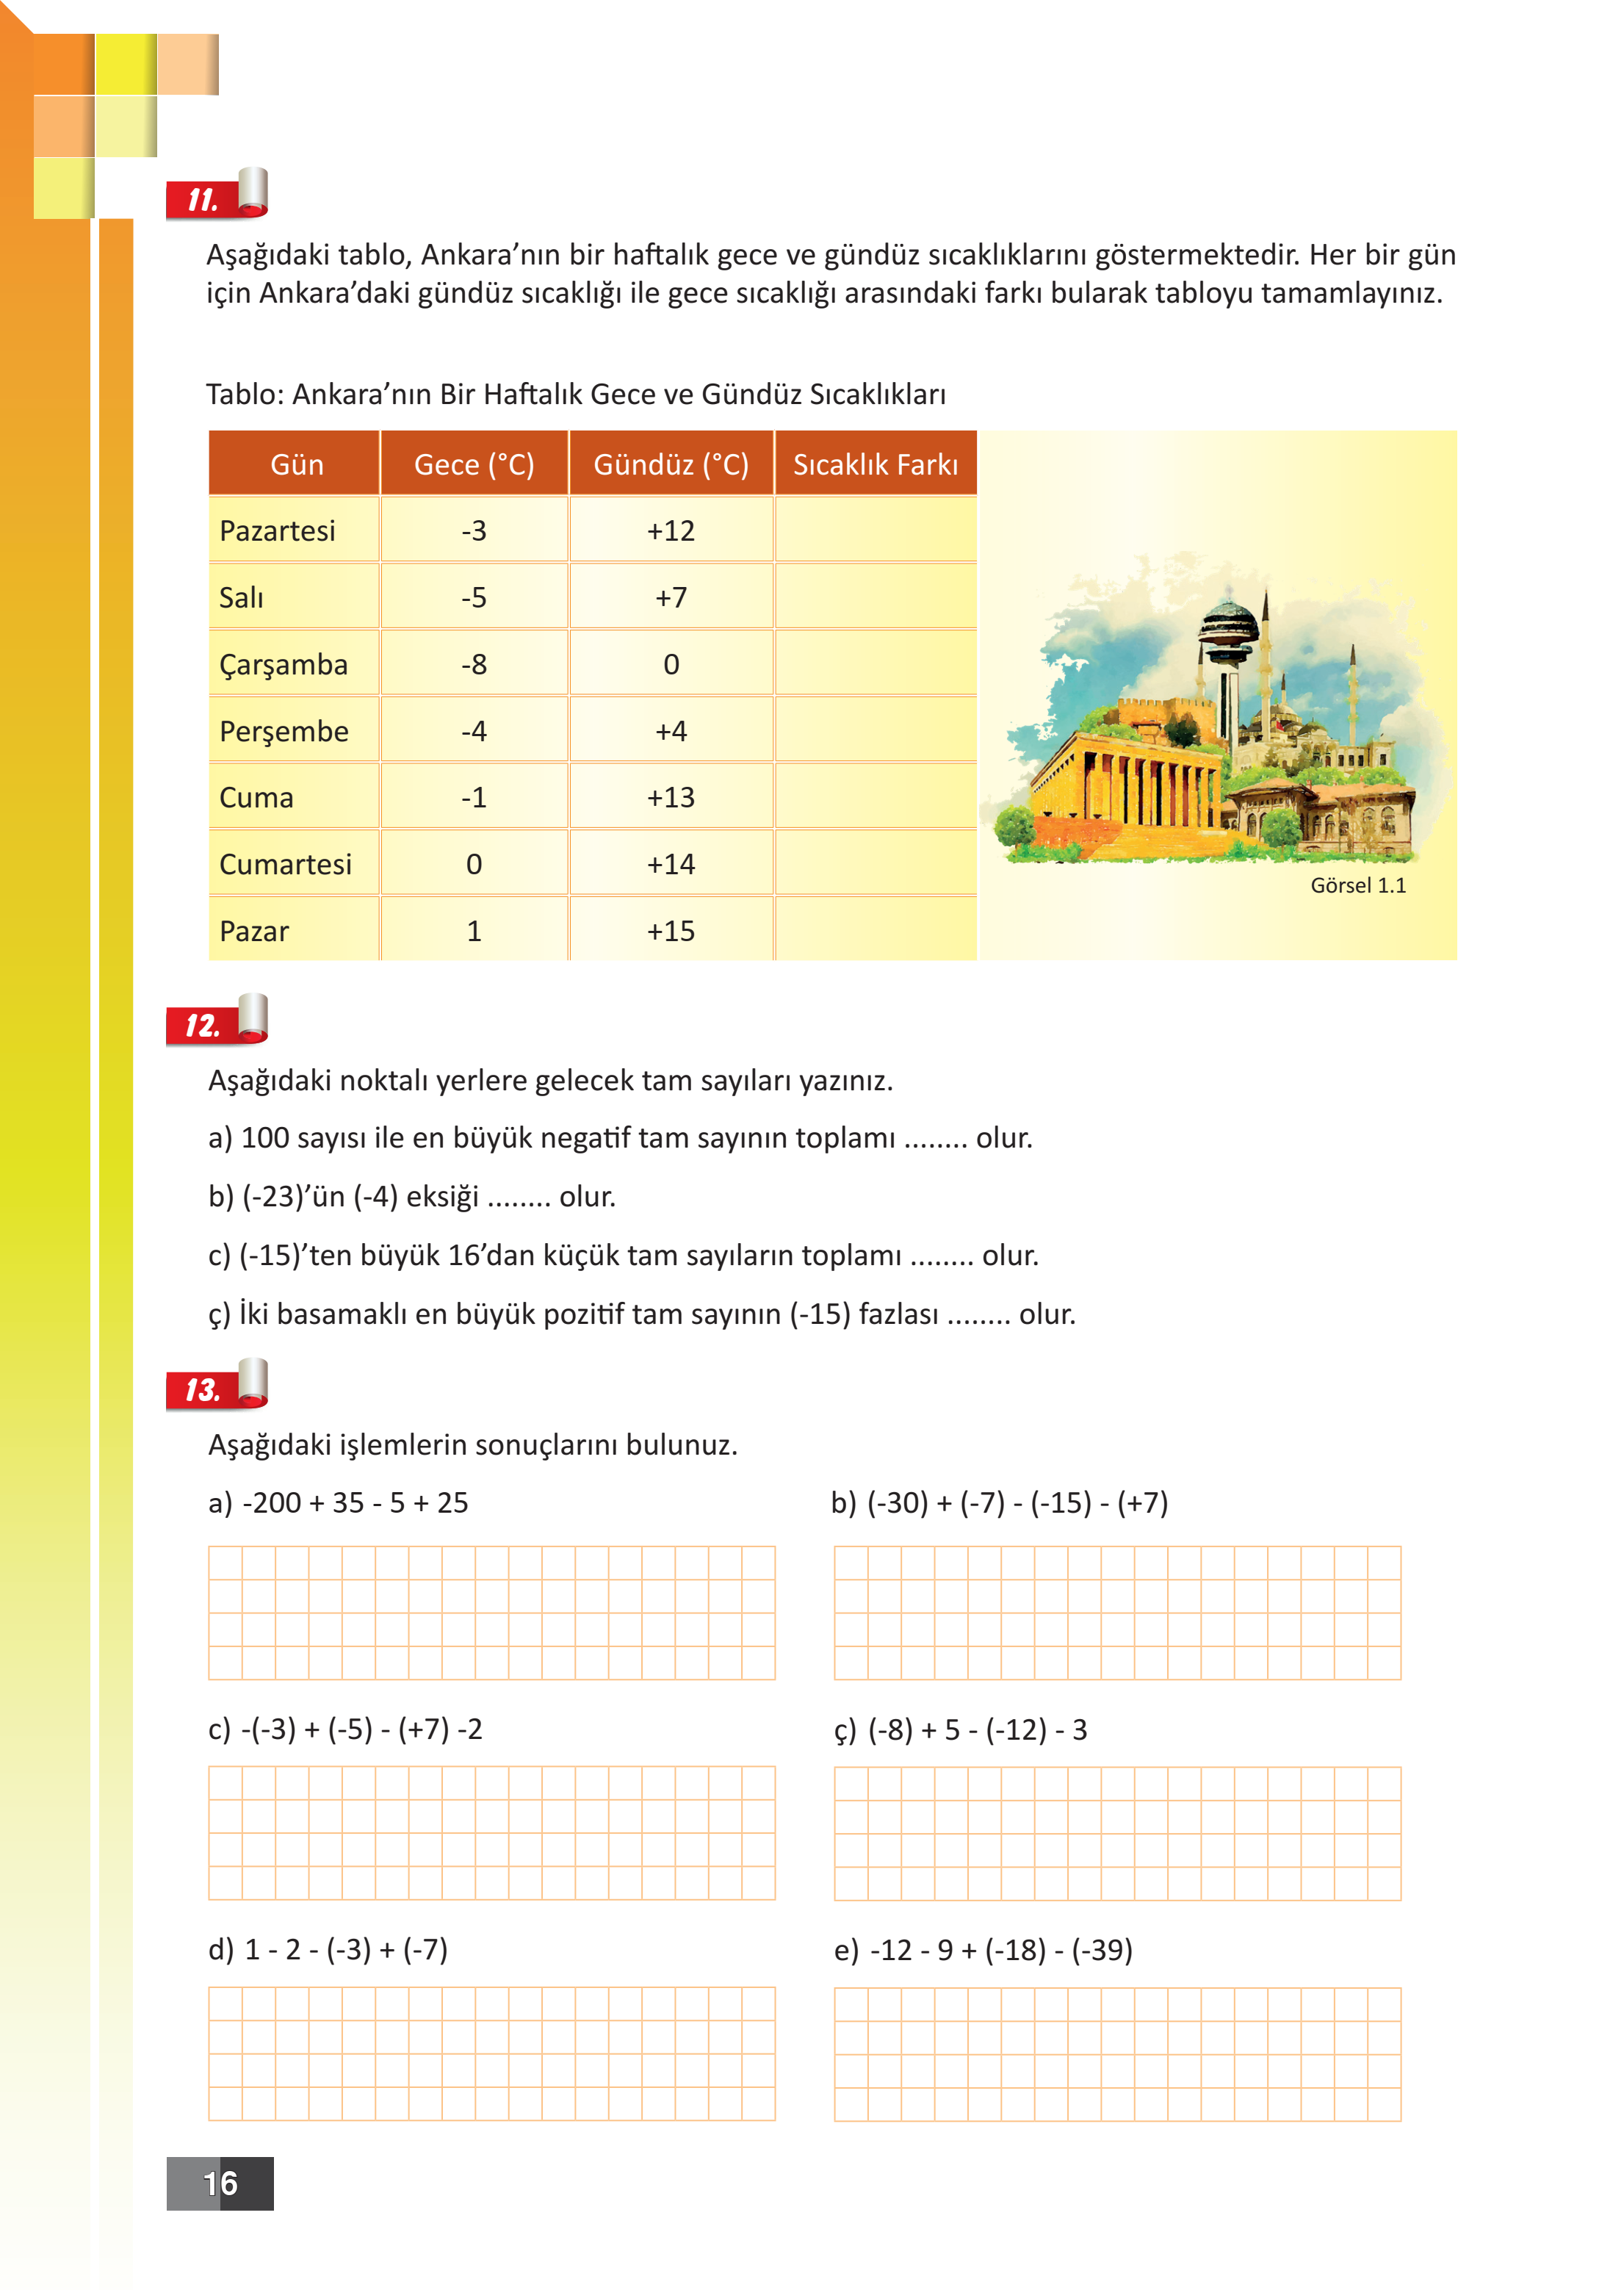 11.
Aşağıdaki tablo, Ankara’nın bir haftalık gece ve gündüz sıcaklıklarını göstermektedir. Her bir gün
için Ankara’daki gündüz sıcaklığı ile gece sıcaklığı arasındaki farkı bularak tabloyu tamamlayınız.
Tablo: Ankara’nın Bir Haftalık Gece ve Gündüz Sıcaklıkları
Gün Gece (°C) Gündüz (°C) Sıcaklık Farkı
Pazartesi -3 +12
Salı -5 +7
Çarşamba -8 0
Perşembe -4 +4
Cuma -1 +13
Cumartesi 0 +14
Pazar 1 +15
Görsel 1.1
12.
Aşağıdaki noktalı yerlere gelecek tam sayıları yazınız.
a) 100 sayısı ile en büyük negatif tam sayının toplamı ........ olur.
b) (-23)’ün (-4) eksiği ........ olur.
c) (-15)’ten büyük 16’dan küçük tam sayıların toplamı ........ olur.
ç) İki basamaklı en büyük pozitif tam sayının (-15) fazlası ........ olur.
13.
Aşağıdaki işlemlerin sonuçlarını bulunuz.
a) -200 + 35 - 5 + 25
b) (-30) + (-7) - (-15) - (+7)
c) -(-3) + (-5) - (+7) -2
ç) (-8) + 5 - (-12) - 3
d) 1 - 2 - (-3) + (-7)
e) -12 - 9 + (-18) - (-39)
16